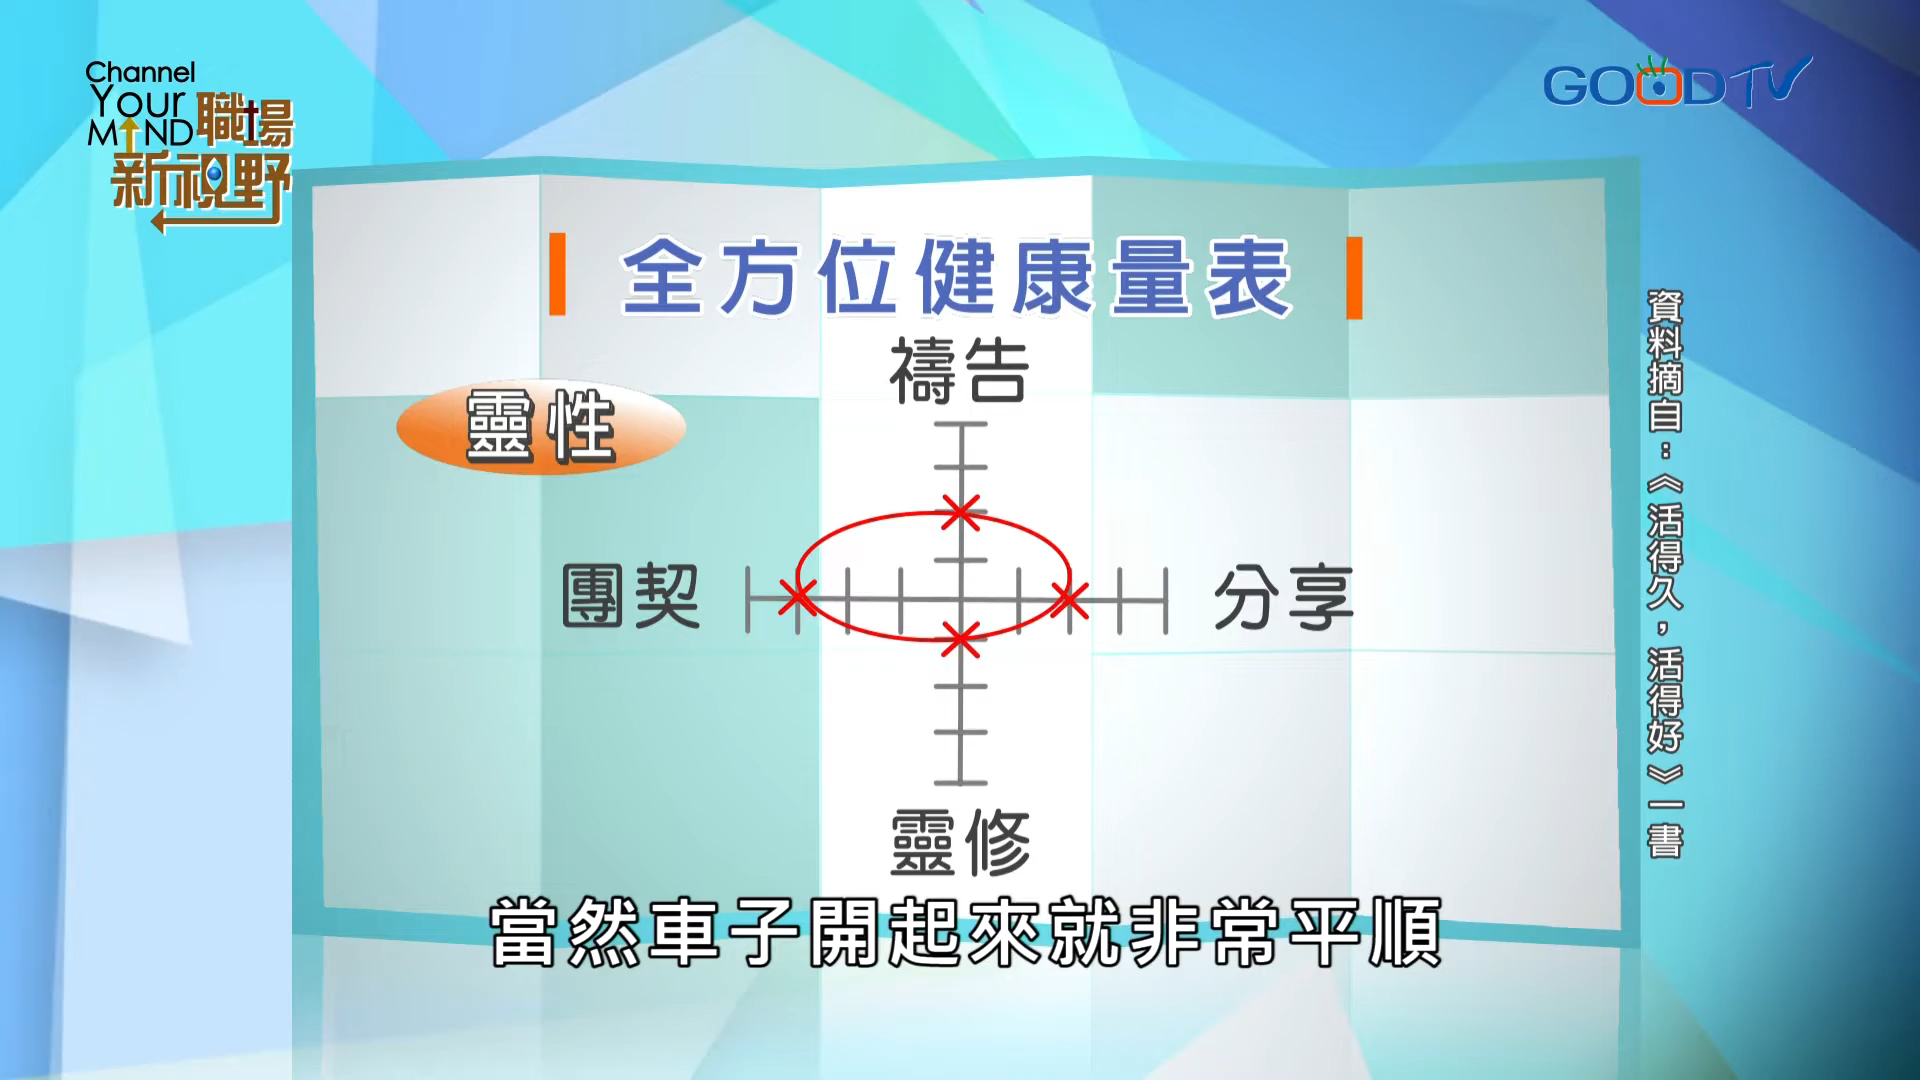 Channel
Your
MIND
職場
新視野
GOODTV
全方位健康量表
禱告
靈性
團契
分享
靈修
資料摘自：《活得久，活得好》一書
當然車子開起來就非常平順